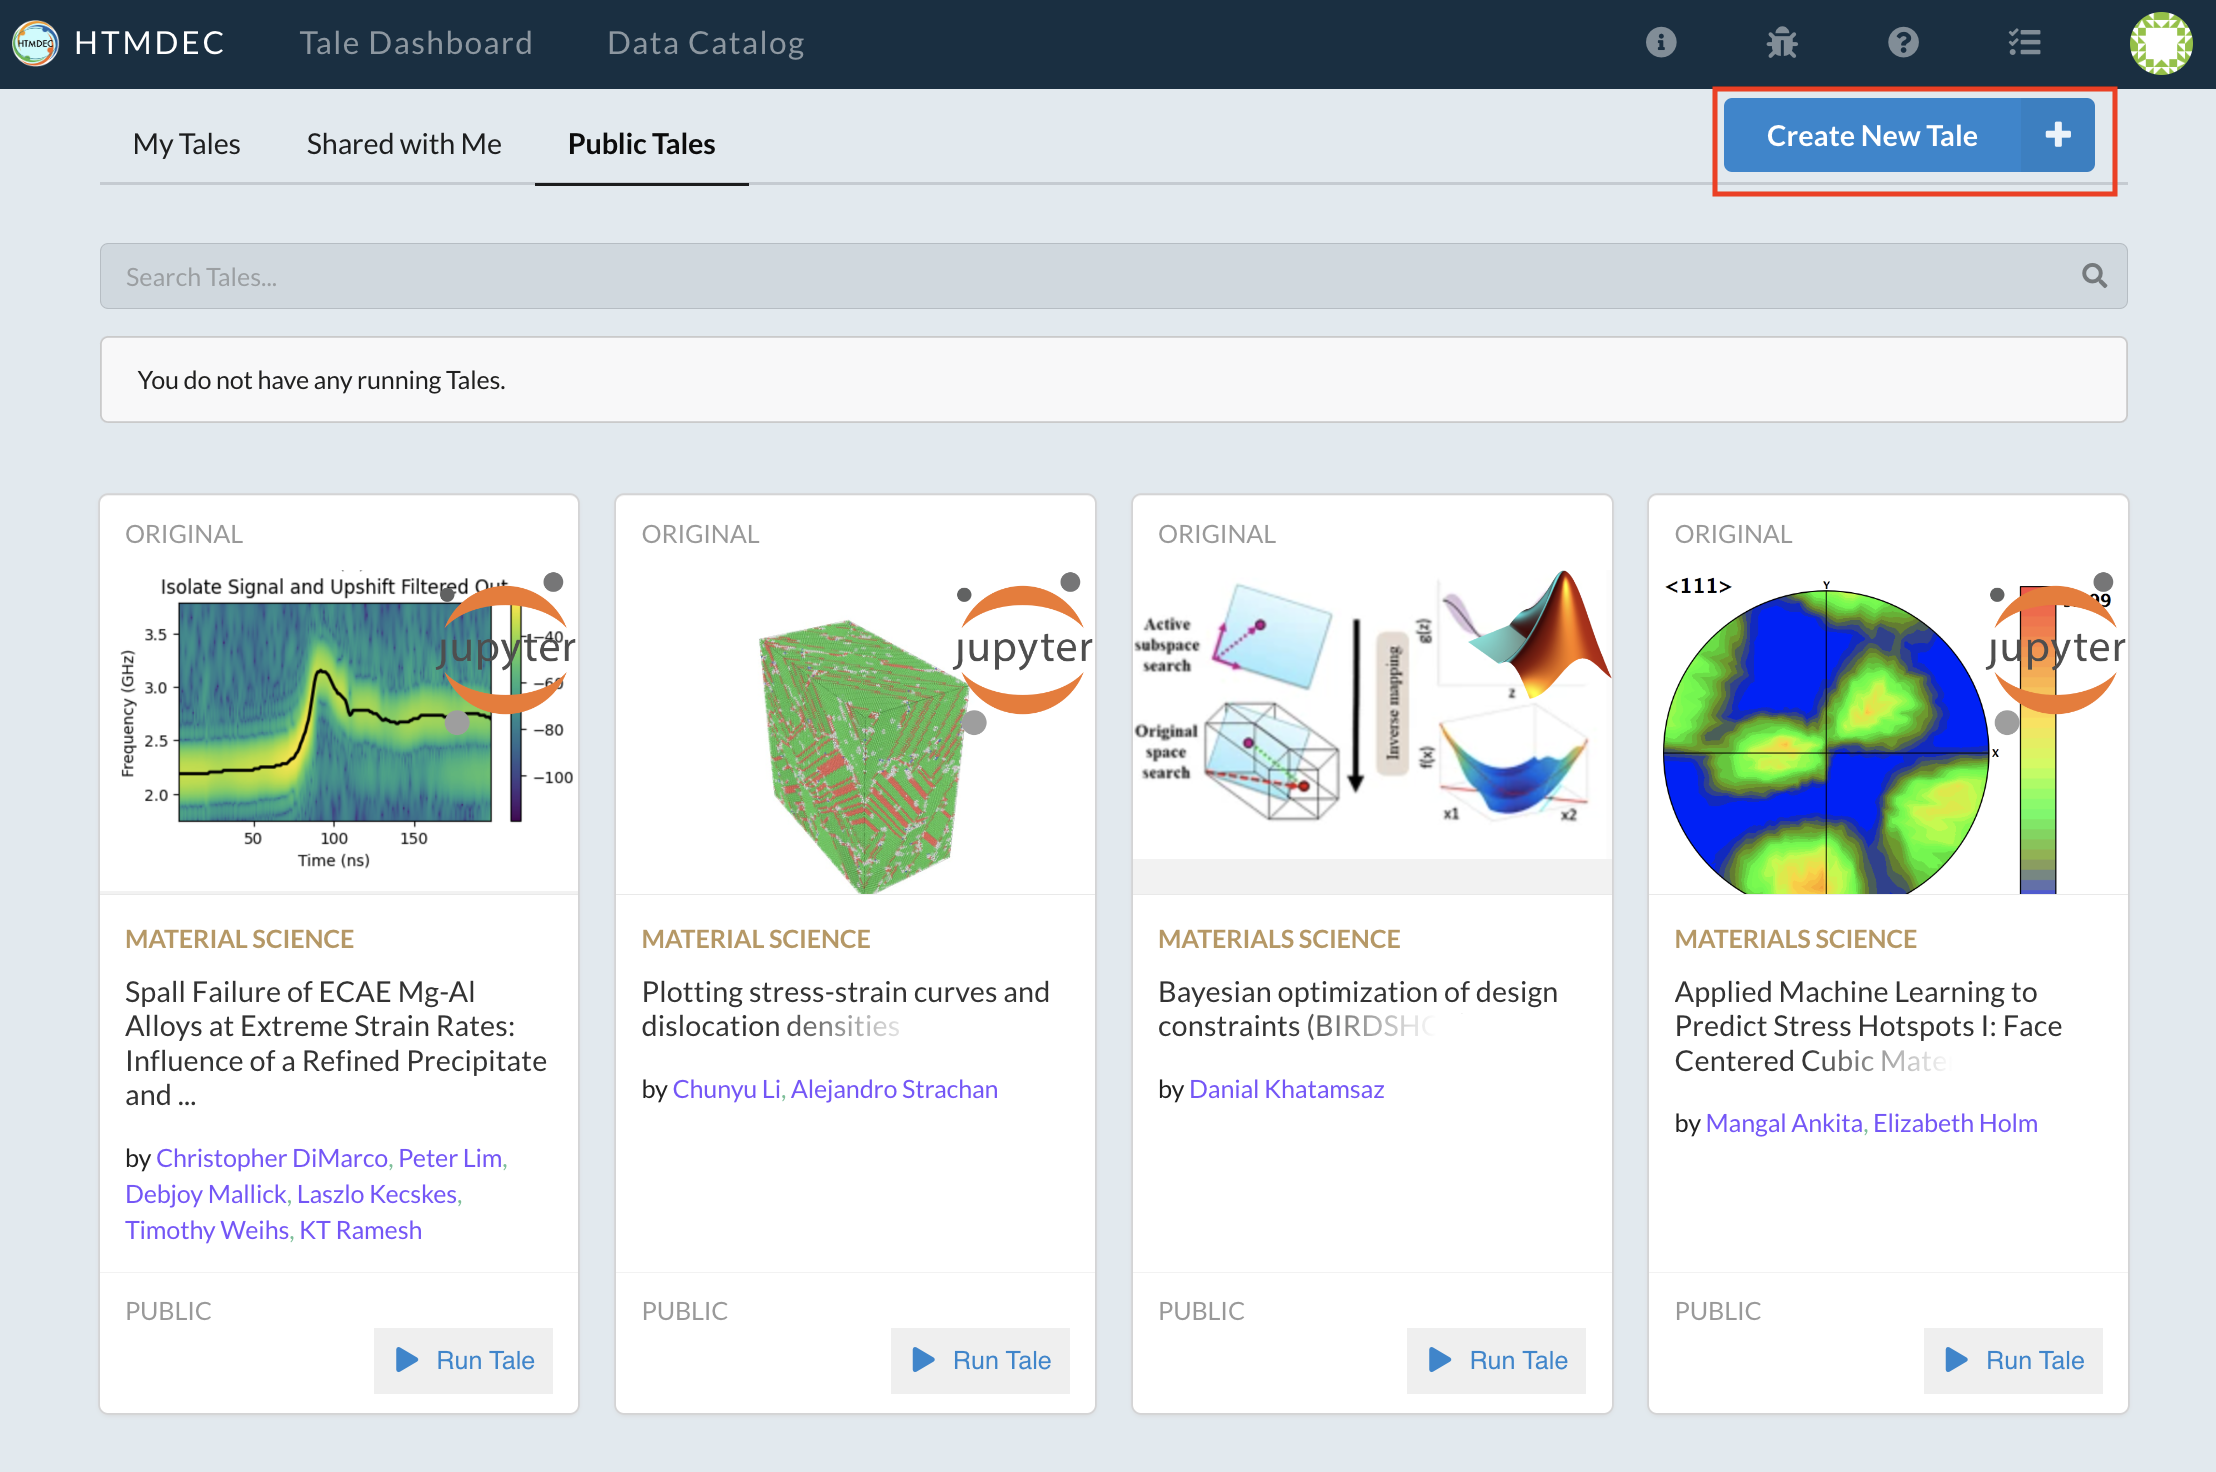 HTMDEC HTMDEC Tale Dashboard Data Catalog
My Tales Shared with Me Public Tales Create New Tale
Search Tales...
You do not have any running Tales.
ORIGINAL
Isolate Signal and Upshift Filtered Out
Frequency (GHz)
3.5
3.0
2.5
2.0
50 100 150
Time (ns)
−40
−60
−80
−100
jupyter
MATERIAL SCIENCE
Spall Failure of ECAE Mg-Al
Alloys at Extreme Strain Rates:
Influence of a Refined Precipitate
and ...
by Christopher DiMarco, Peter Lim,
Debjoy Mallick, Laszlo Kecskes,
Timothy Weihs, KT Ramesh
PUBLIC
Run Tale
ORIGINAL
jupyter
MATERIAL SCIENCE
Plotting stress-strain curves and
dislocation densities
by Chunyu Li, Alejandro Strachan
PUBLIC
Run Tale
ORIGINAL
Active
subspace
search
Original
space
search
Inverse mapping
g(z)
z
f(x)
x1 x2
MATERIALS SCIENCE
Bayesian optimization of design
constraints (BIRDSH
by Danial Khatamsaz
PUBLIC
Run Tale
ORIGINAL
<111>
Y
X
jupyter
MATERIALS SCIENCE
Applied Machine Learning to
Predict Stress Hotspots I: Face
Centered Cubic Mate
by Mangal Ankita, Elizabeth Holm
PUBLIC
Run Tale